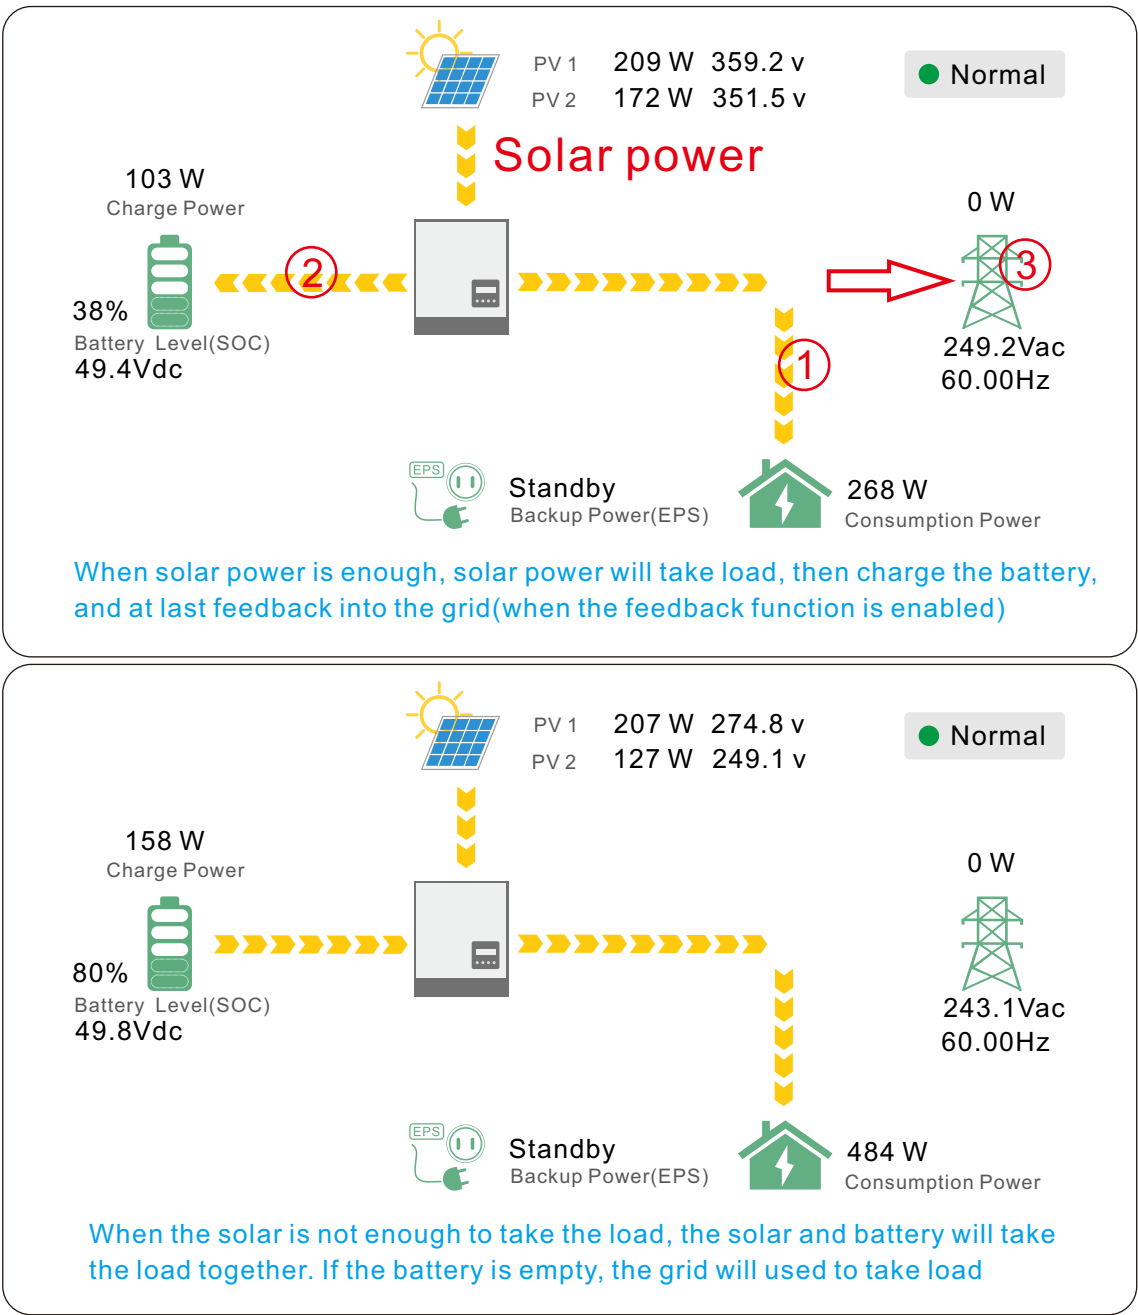 PV 1 209 W 359.2 v
PV 2 172 W 351.5 v
Normal
Solar power
103 W
Charge Power
0 W
2
3
38%
Battery Level(SOC)
49.4Vdc
249.2Vac
60.00Hz
1
EPS
Standby
Backup Power(EPS)
268 W
Consumption Power
When solar power is enough, solar power will take load, then charge the battery,
and at last feedback into the grid(when the feedback function is enabled)
PV 1 207 W 274.8 v
PV 2 127 W 249.1 v
Normal
158 W
Charge Power
0 W
80%
Battery Level(SOC)
49.8Vdc
243.1Vac
60.00Hz
EPS
Standby
Backup Power(EPS)
484 W
Consumption Power
When the solar is not enough to take the load, the solar and battery will take
the load together. If the battery is empty, the grid will used to take load